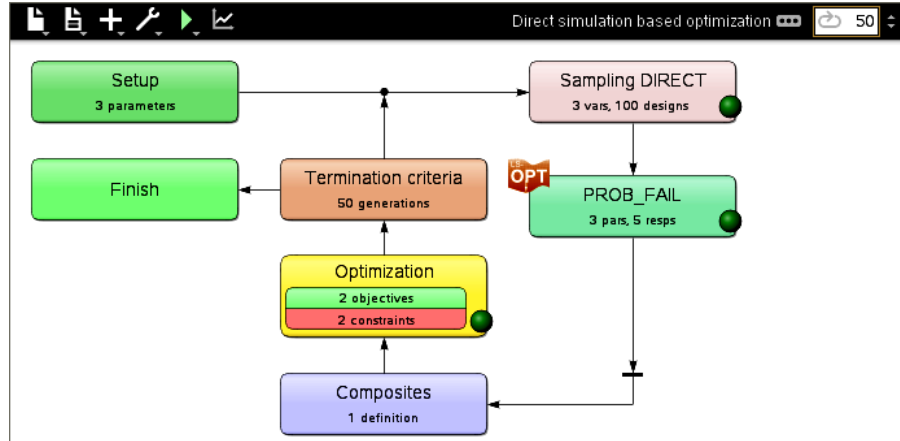 Direct simulation based optimization
50
Setup
3 parameters
Sampling DIRECT
3 vars, 100 designs
Finish
Termination criteria
50 generations
LS-
OPT
PROB_FAIL
3 pars, 5 resps
Optimization
2 objectives
2 constraints
Composites
1 definition